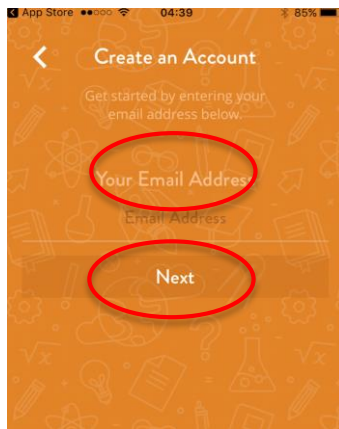 App Store 04:39 85%
Create an Account
Get started by entering your
email address below.
Your Email Address
Email Address
Next